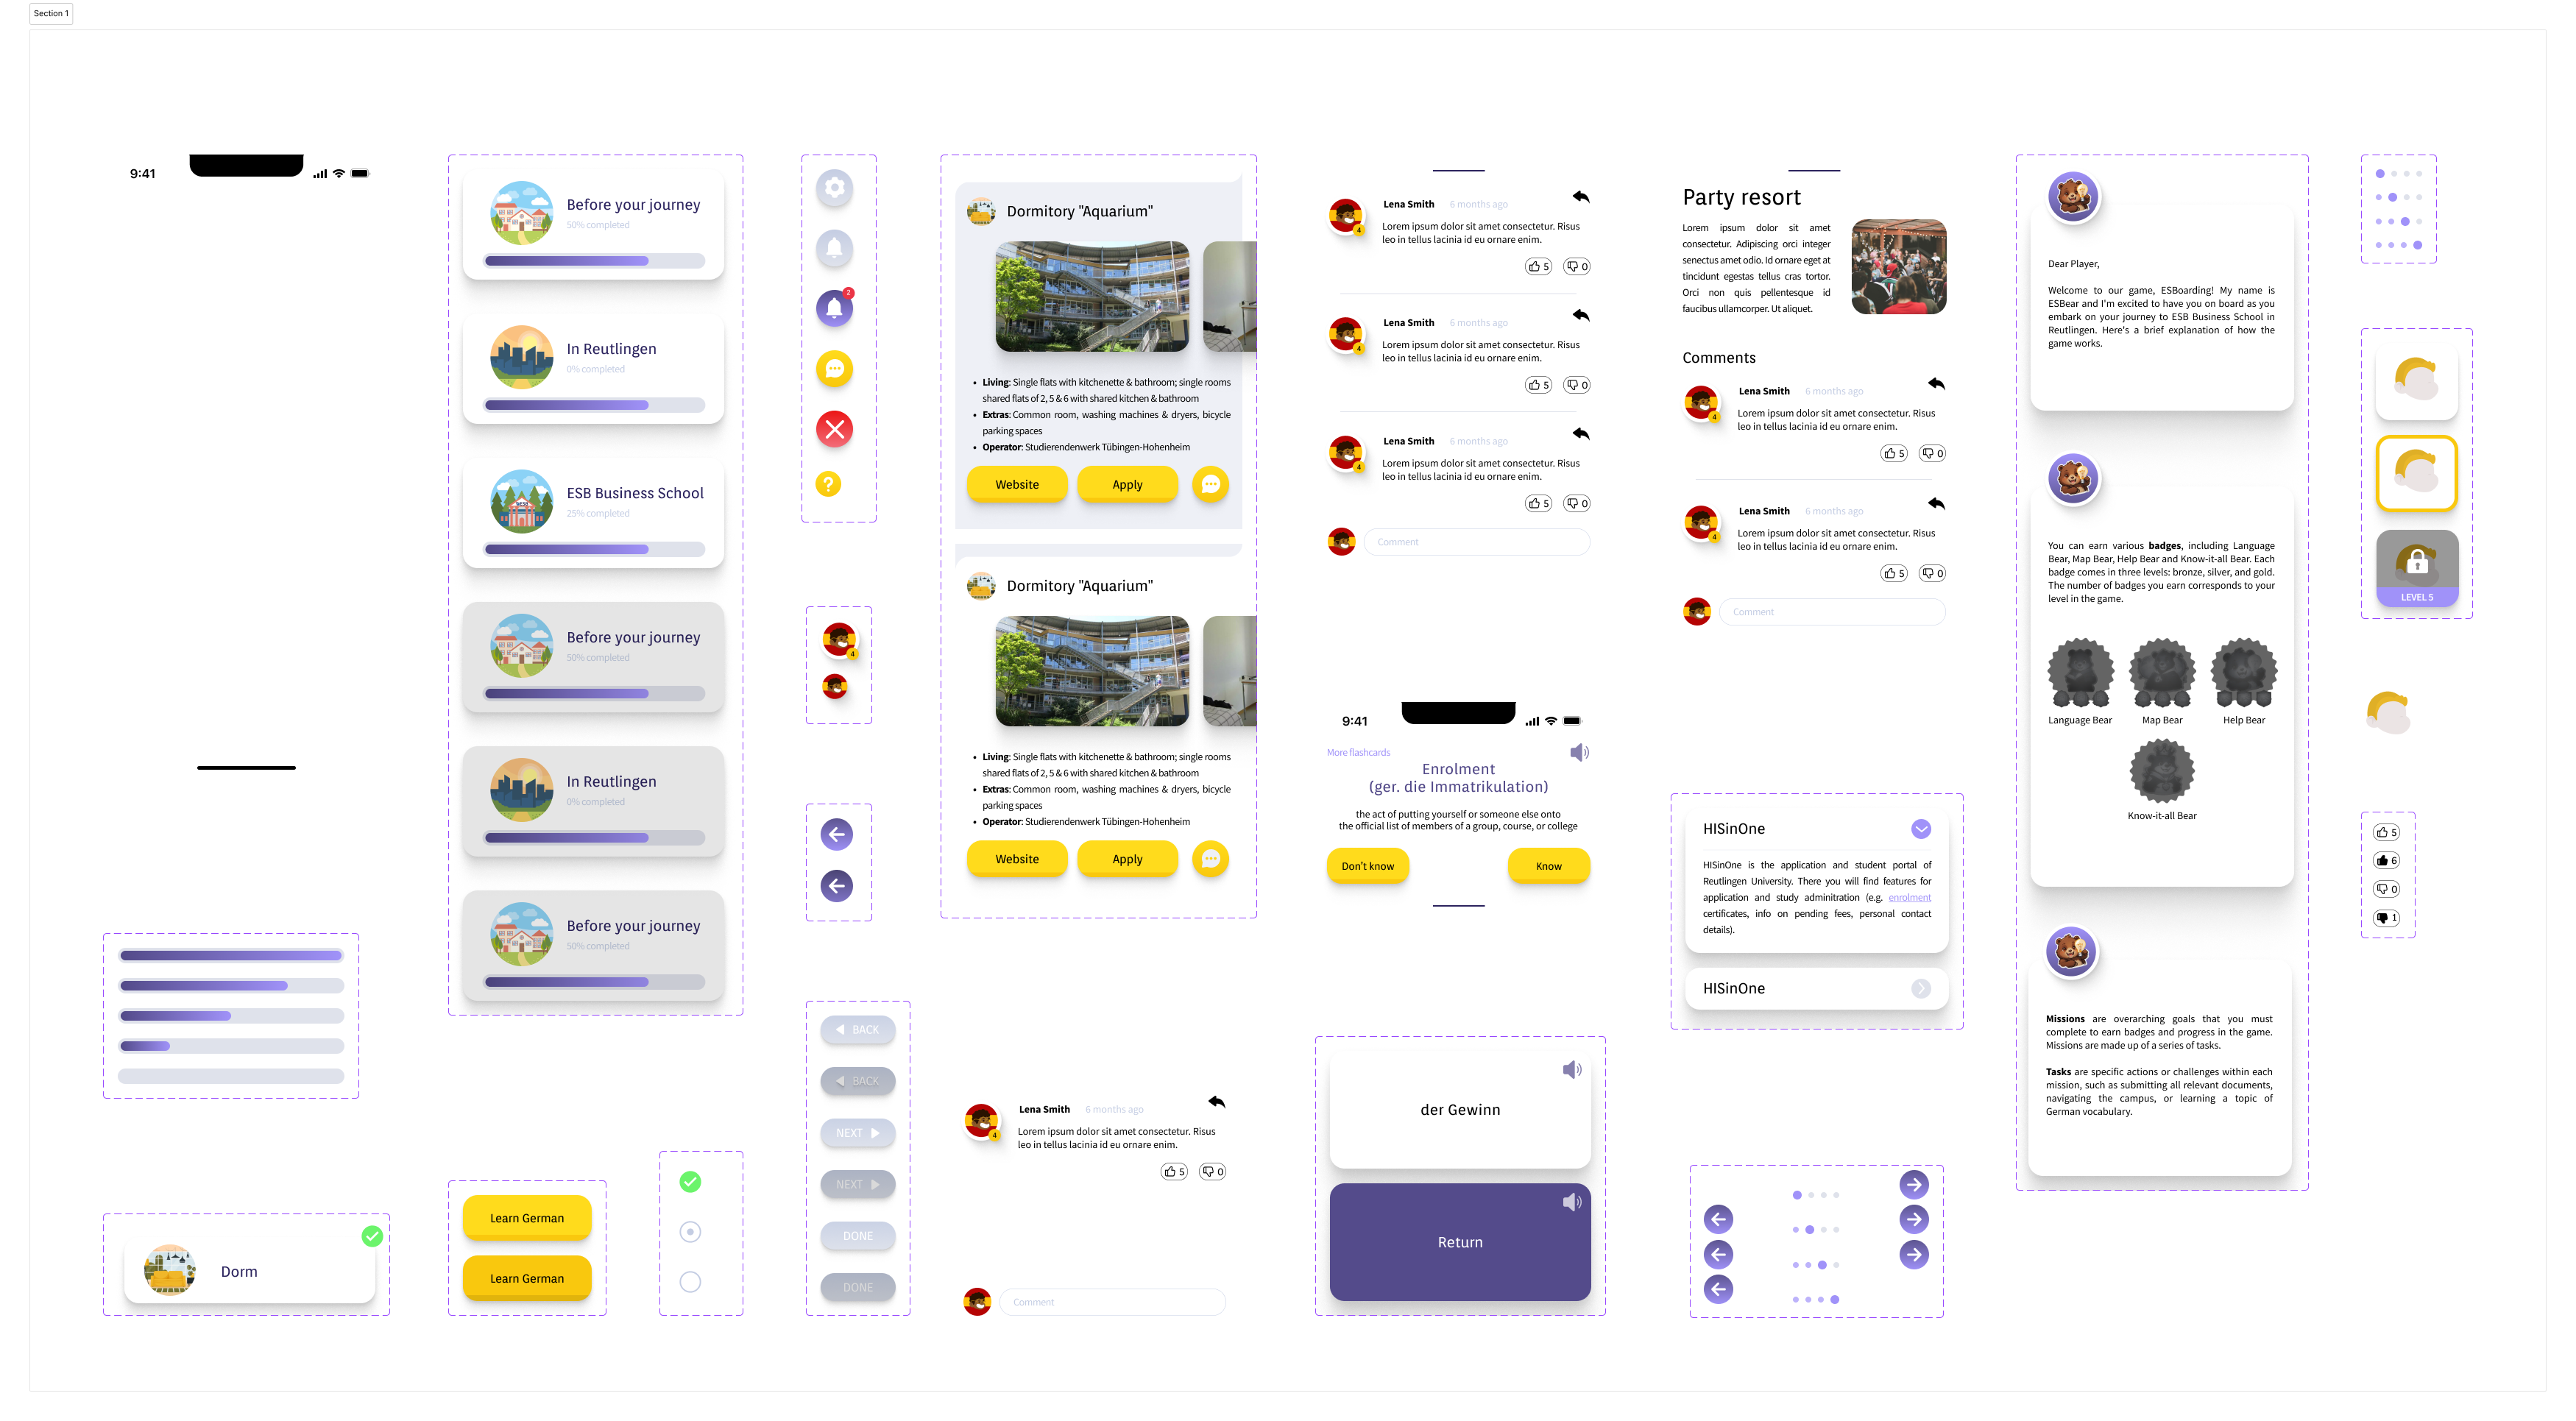 Section 1
9:41
Before your journey
50% completed
In Reutlingen
0% completed
ESB Business School
25% completed
Before your journey
50% completed
In Reutlingen
0% completed
Before your journey
50% completed
Dorm
Learn German
Learn German
2
4
BACK
BACK
NEXT
NEXT
DONE
DONE
Dormitory "Aquarium"
• Living: Single flats with kitchenette & bathroom; single rooms
shared flats of 2, 5 & 6 with shared kitchen & bathroom
• Extras: Common room, washing machines & dryers, bicycle
parking spaces
• Operator: Studierendenwerk Tübingen-Hohenheim
Website
Apply
Dormitory "Aquarium"
• Living: Single flats with kitchenette & bathroom; single rooms
shared flats of 2, 5 & 6 with shared kitchen & bathroom
• Extras: Common room, washing machines & dryers, bicycle
parking spaces
• Operator: Studierendenwerk Tübingen-Hohenheim
Website
Apply
4
Lena Smith 6 months ago
Lorem ipsum dolor sit amet consectetur. Risus
leo in tellus lacinia id eu ornare enim.
5 0
Comment
4
Lena Smith 6 months ago
Lorem ipsum dolor sit amet consectetur. Risus
leo in tellus lacinia id eu ornare enim.
5 0
4
Lena Smith 6 months ago
Lorem ipsum dolor sit amet consectetur. Risus
leo in tellus lacinia id eu ornare enim.
5 0
4
Lena Smith 6 months ago
Lorem ipsum dolor sit amet consectetur. Risus
leo in tellus lacinia id eu ornare enim.
5 0
Comment
9:41
More flashcards
Enrolment
(ger. die Immatrikulation)
the act of putting yourself or someone else onto
the official list of members of a group, course, or college
Don't know
Know
der Gewinn
Return
Party resort
Lorem ipsum dolor sit amet
consectetur. Adipiscing orci integer
senectus amet odio. Id ornare eget at
tincidunt egestas tellus cras tortor.
Orci non quis pellentesque id
faucibus ullamcorper. Ut aliquet.
Comments
4
Lena Smith 6 months ago
Lorem ipsum dolor sit amet consectetur. Risus
leo in tellus lacinia id eu ornare enim.
5 0
4
Lena Smith 6 months ago
Lorem ipsum dolor sit amet consectetur. Risus
leo in tellus lacinia id eu ornare enim.
5 0
Comment
HISinOne
HISinOne is the application and student portal of
Reutlingen University. There you will find features for
application and study adminitration (e.g. enrolment
certificates, info on pending fees, personal contact
details).
HISinOne
Dear Player,
Welcome to our game, ESBoarding! My name is
ESBear and I'm excited to have you on board as you
embark on your journey to ESB Business School in
Reutlingen. Here's a brief explanation of how the
game works.
You can earn various badges, including Language
Bear, Map Bear, Help Bear and Know-it-all Bear. Each
badge comes in three levels: bronze, silver, and gold.
The number of badges you earn corresponds to your
level in the game.
Language Bear
Map Bear
Help Bear
Know-it-all Bear
Missions are overarching goals that you must
complete to earn badges and progress in the game.
Missions are made up of a series of tasks.
Tasks are specific actions or challenges within each
mission, such as submitting all relevant documents,
navigating the campus, or learning a topic of
German vocabulary.
LEVEL 5
5
6
0
1